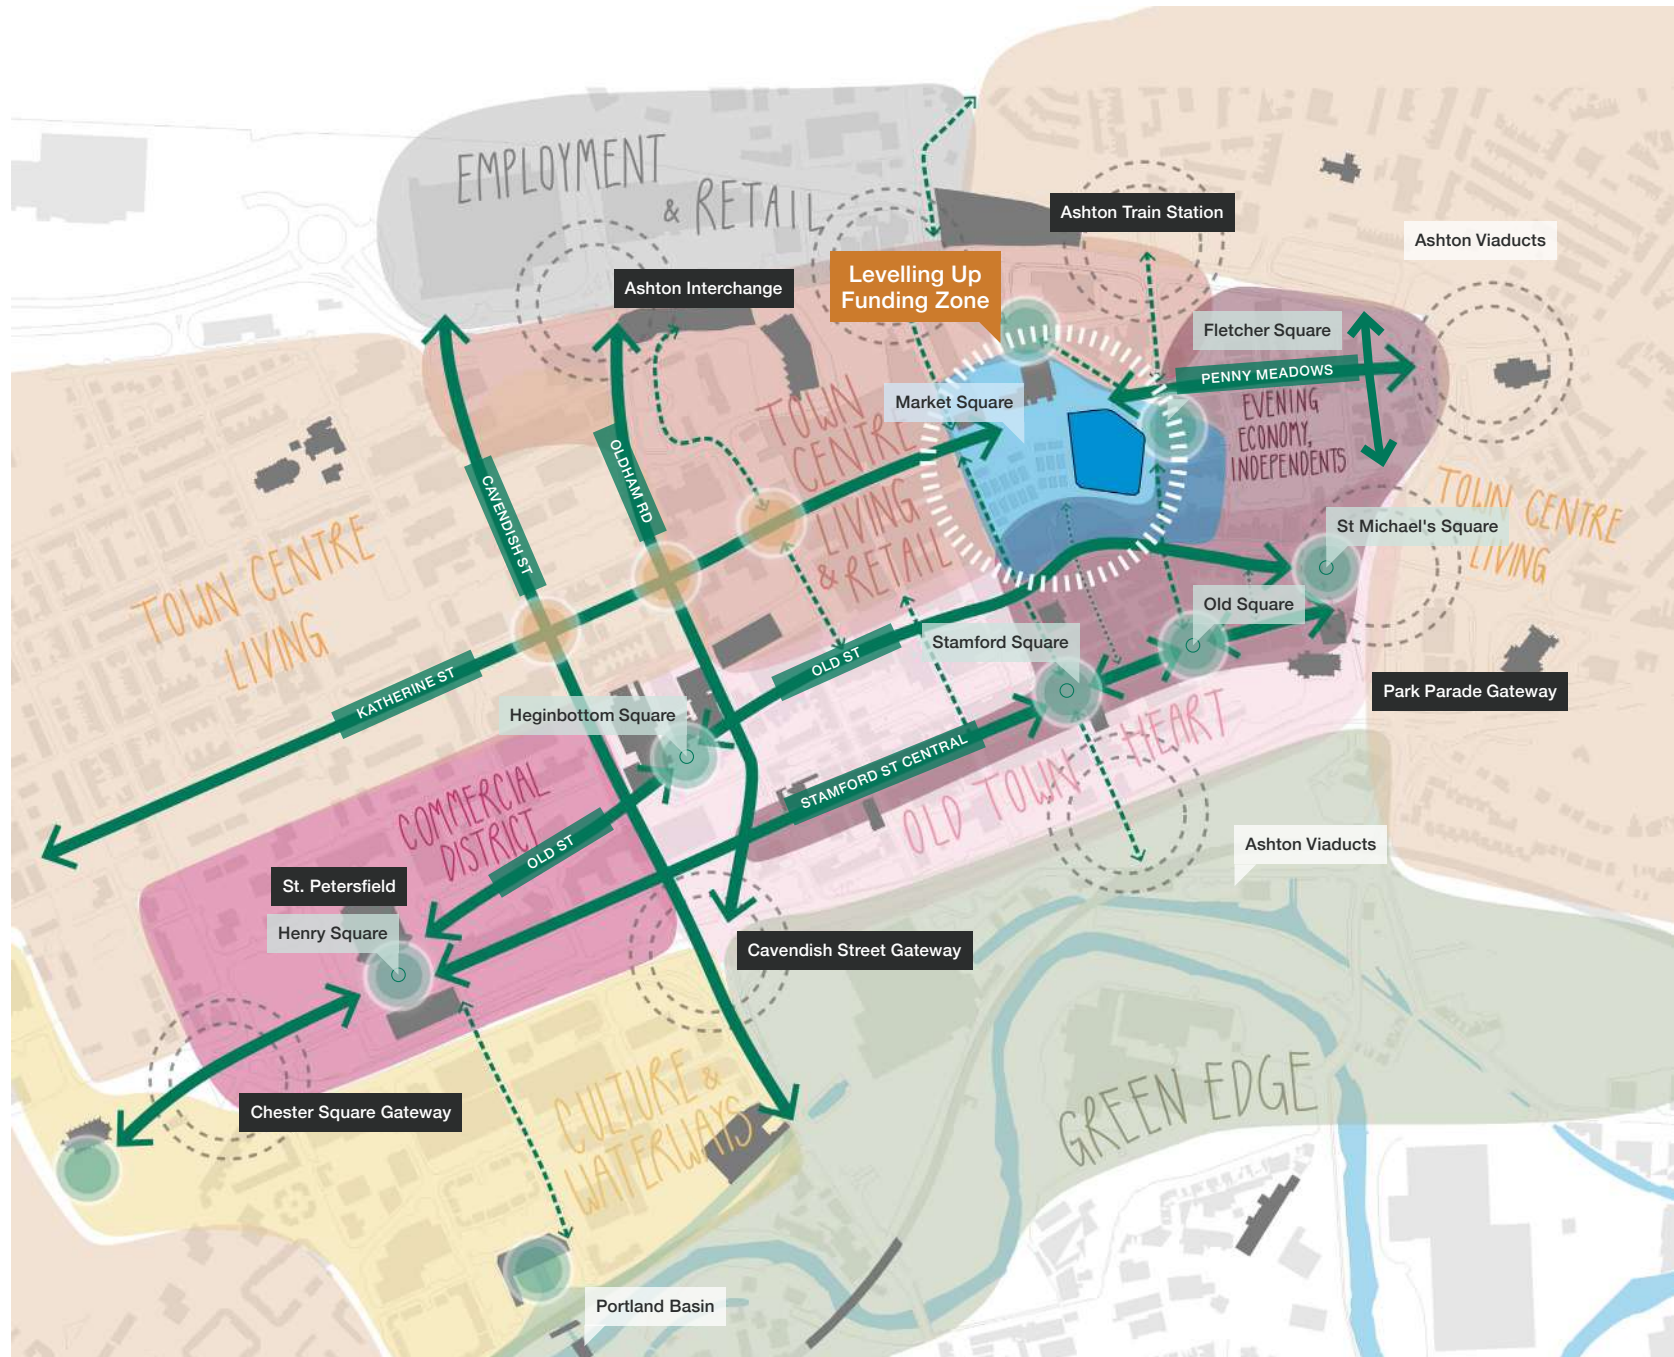 EMPLOYMENT
& RETAIL
Ashton Train Station
Ashton Viaducts
Levelling Up
Funding Zone
Ashton Interchange
Fletcher Square
PENNY MEADOWS
Market Square
EVENING
ECONOMY,
INDEPENDENTS
TOWN
CENTRE
LIVING
& RETAIL
OLDHAM RD
CAVENDISH ST
TOWN CENTRE
LIVING
St Michael's Square
TOWN CENTRE
LIVING
Old Square
Stamford Square
OLD ST
KATHERINE ST
Park Parade Gateway
Heginbottom Square
STAMFORD ST CENTRAL
OLD TOWN HEART
COMMERCIAL
DISTRICT
OLD ST
Ashton Viaducts
St. Petersfield
Henry Square
Cavendish Street Gateway
Chester Square Gateway
CULTURE &
WATERWAYS
GREEN EDGE
Portland Basin